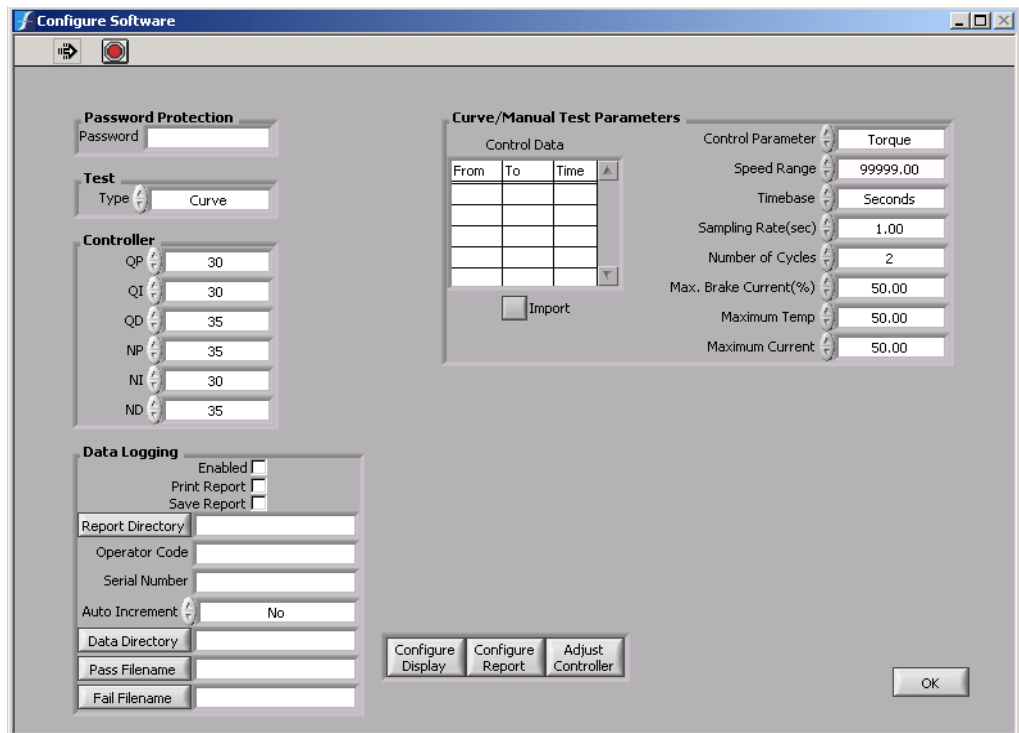 Configure Software
Password Protection
Password
Test
Type Curve
Controller
QP 30
QI 30
QD 35
NP 35
NI 30
ND 35
Data Logging
Enabled
Print Report
Save Report
Report Directory
Operator Code
Serial Number
Auto Increment No
Data Directory
Pass Filename
Fail Filename
Curve/Manual Test Parameters
Control Data
From To Time
Import
Control Parameter Torque
Speed Range 99999.00
Timebase Seconds
Sampling Rate(sec) 1.00
Number of Cycles 2
Max. Brake Current(%) 50.00
Maximum Temp 50.00
Maximum Current 50.00
Configure Display
Configure Report
Adjust Controller
OK